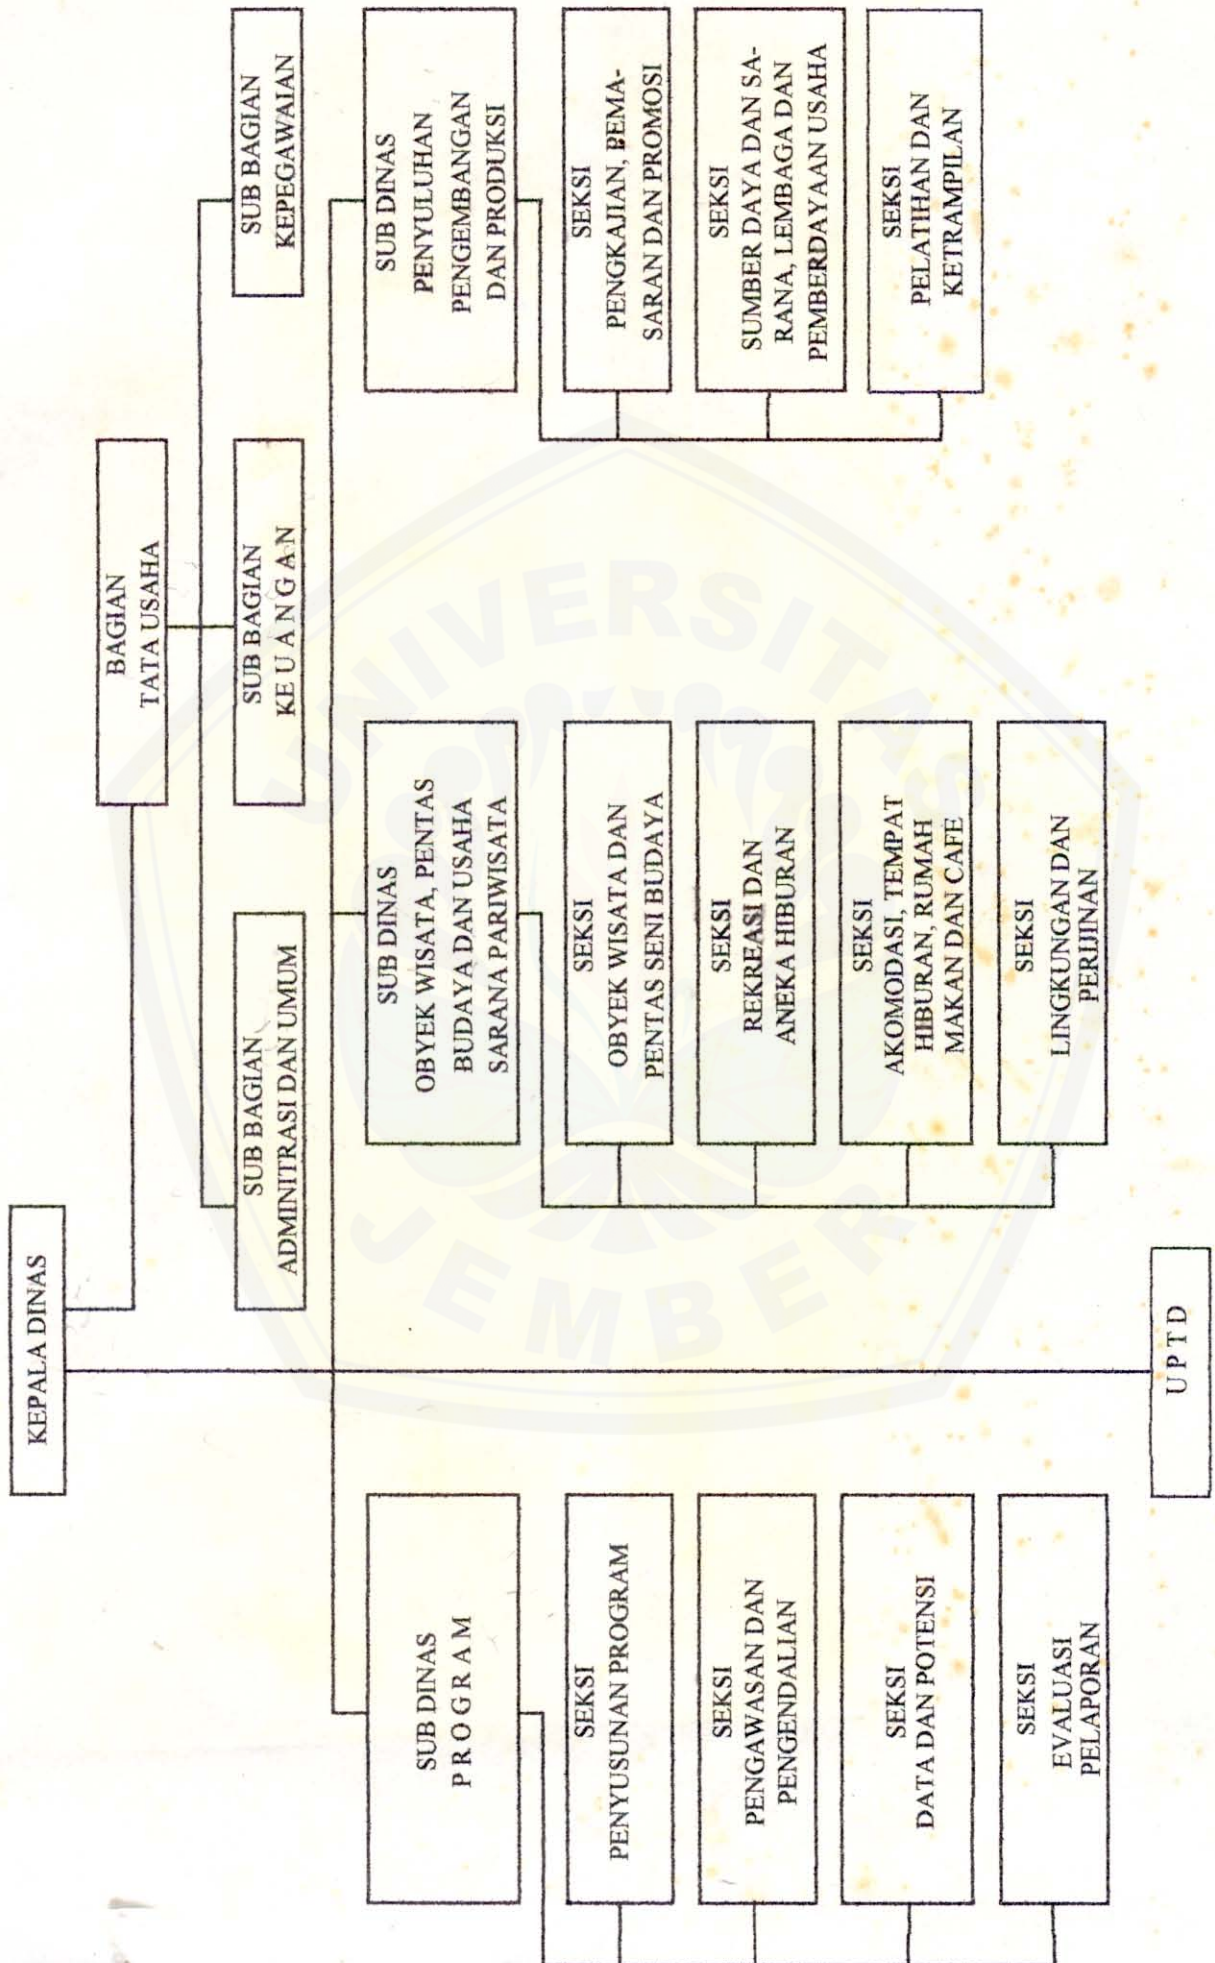 KEPALA DINAS
BAGIAN
TATA USAHA
SUB BAGIAN
ADMINITRASI DAN UMUM
SUB BAGIAN
K E U A N G A N
SUB BAGIAN
KEPEGAWAIAN
SUB DINAS
P R O G R A M
SEKSI
PENYUSUNAN PROGRAM
SEKSI
PENGAWASAN DAN
PENGENDALIAN
SEKSI
DATA DAN POTENSI
SEKSI
EVALUASI
PELAPORAN
SUB DINAS
OBYEK WISATA, PENTAS
BUDAYA DAN USAHA
SARANA PARIWISATA
SEKSI
OBYEK WISATA DAN
PENTAS SENI BUDAYA
SEKSI
REKREASI DAN
ANEKA HIBURAN
SEKSI
AKOMODASI, TEMPAT
HIBURAN, RUMAH
MAKAN DAN CAFE
SEKSI
LINGKUNGAN DAN
PERIJINAN
SUB DINAS
PENYULUHAN
PENGEMBANGAN
DAN PRODUKSI
SEKSI
PENGKAJIAN, PEMA-
SARAN DAN PROMOSI
SEKSI
SUMBER DAYA DAN SA-
RANA, LEMBAGA DAN
PEMBERDAYAAN USAHA
SEKSI
PELATIHAN DAN
KETRAMPILAN
U P T D
UNIVERSITAS
JEMBER